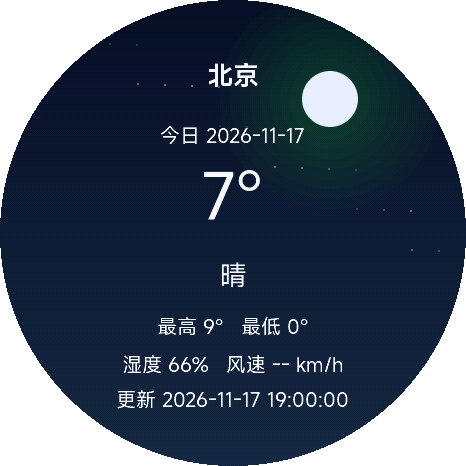 北京
今日 2026-11-17
7°
晴
最高 9° 最低 0°
湿度 66% 风速 -- km/h
更新 2026-11-17 19:00:00